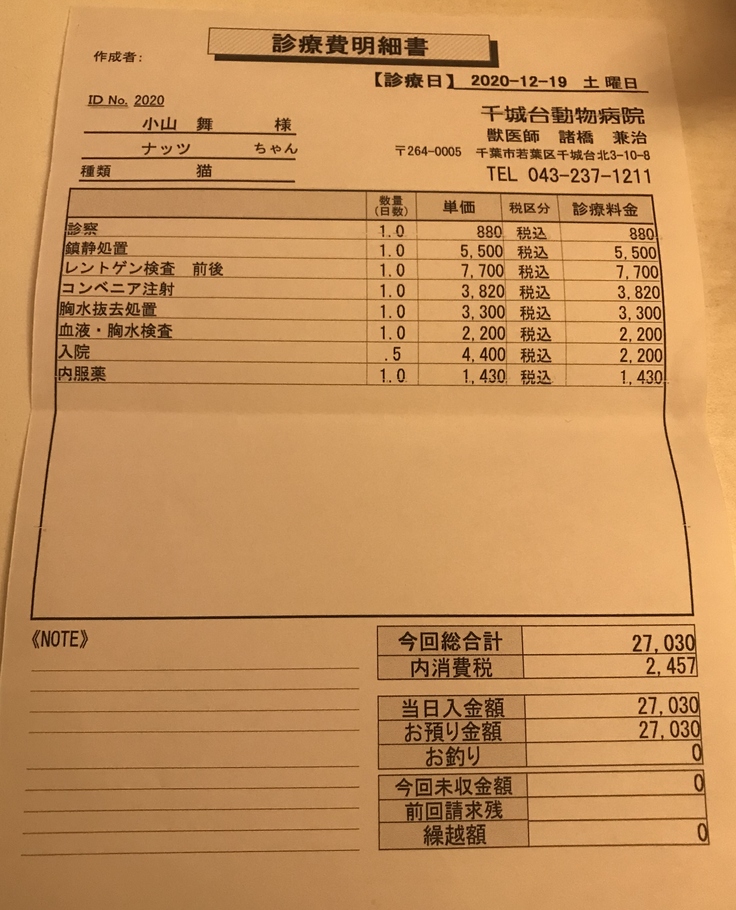 診療費明細書
作成者:
【診療日】 2020-12-19 土曜日
ID No. 2020
小山 舞 様
ナッツ ちゃん
種類 猫
千城台動物病院
獣医師 諸橋 兼治
〒264-0005 千葉市若葉区千城台北3-10-8
TEL 043-237-1211
数量(日数) 単価 税区分 診療料金
診察 1.0 880 税込 880
鎮静処置 1.0 5,500 税込 5,500
レントゲン検査 前後 1.0 7,700 税込 7,700
コンベニア注射 1.0 3,820 税込 3,820
胸水抜去処置 1.0 3,300 税込 3,300
血液・胸水検査 1.0 2,200 税込 2,200
入院 .5 4,400 税込 2,200
内服薬 1.0 1,430 税込 1,430
《NOTE》
今回総合計 27,030
内消費税 2,457
当日入金額 27,030
お預り金額 27,030
お釣り 0
今回未収金額 0
前回請求残
繰越額 0